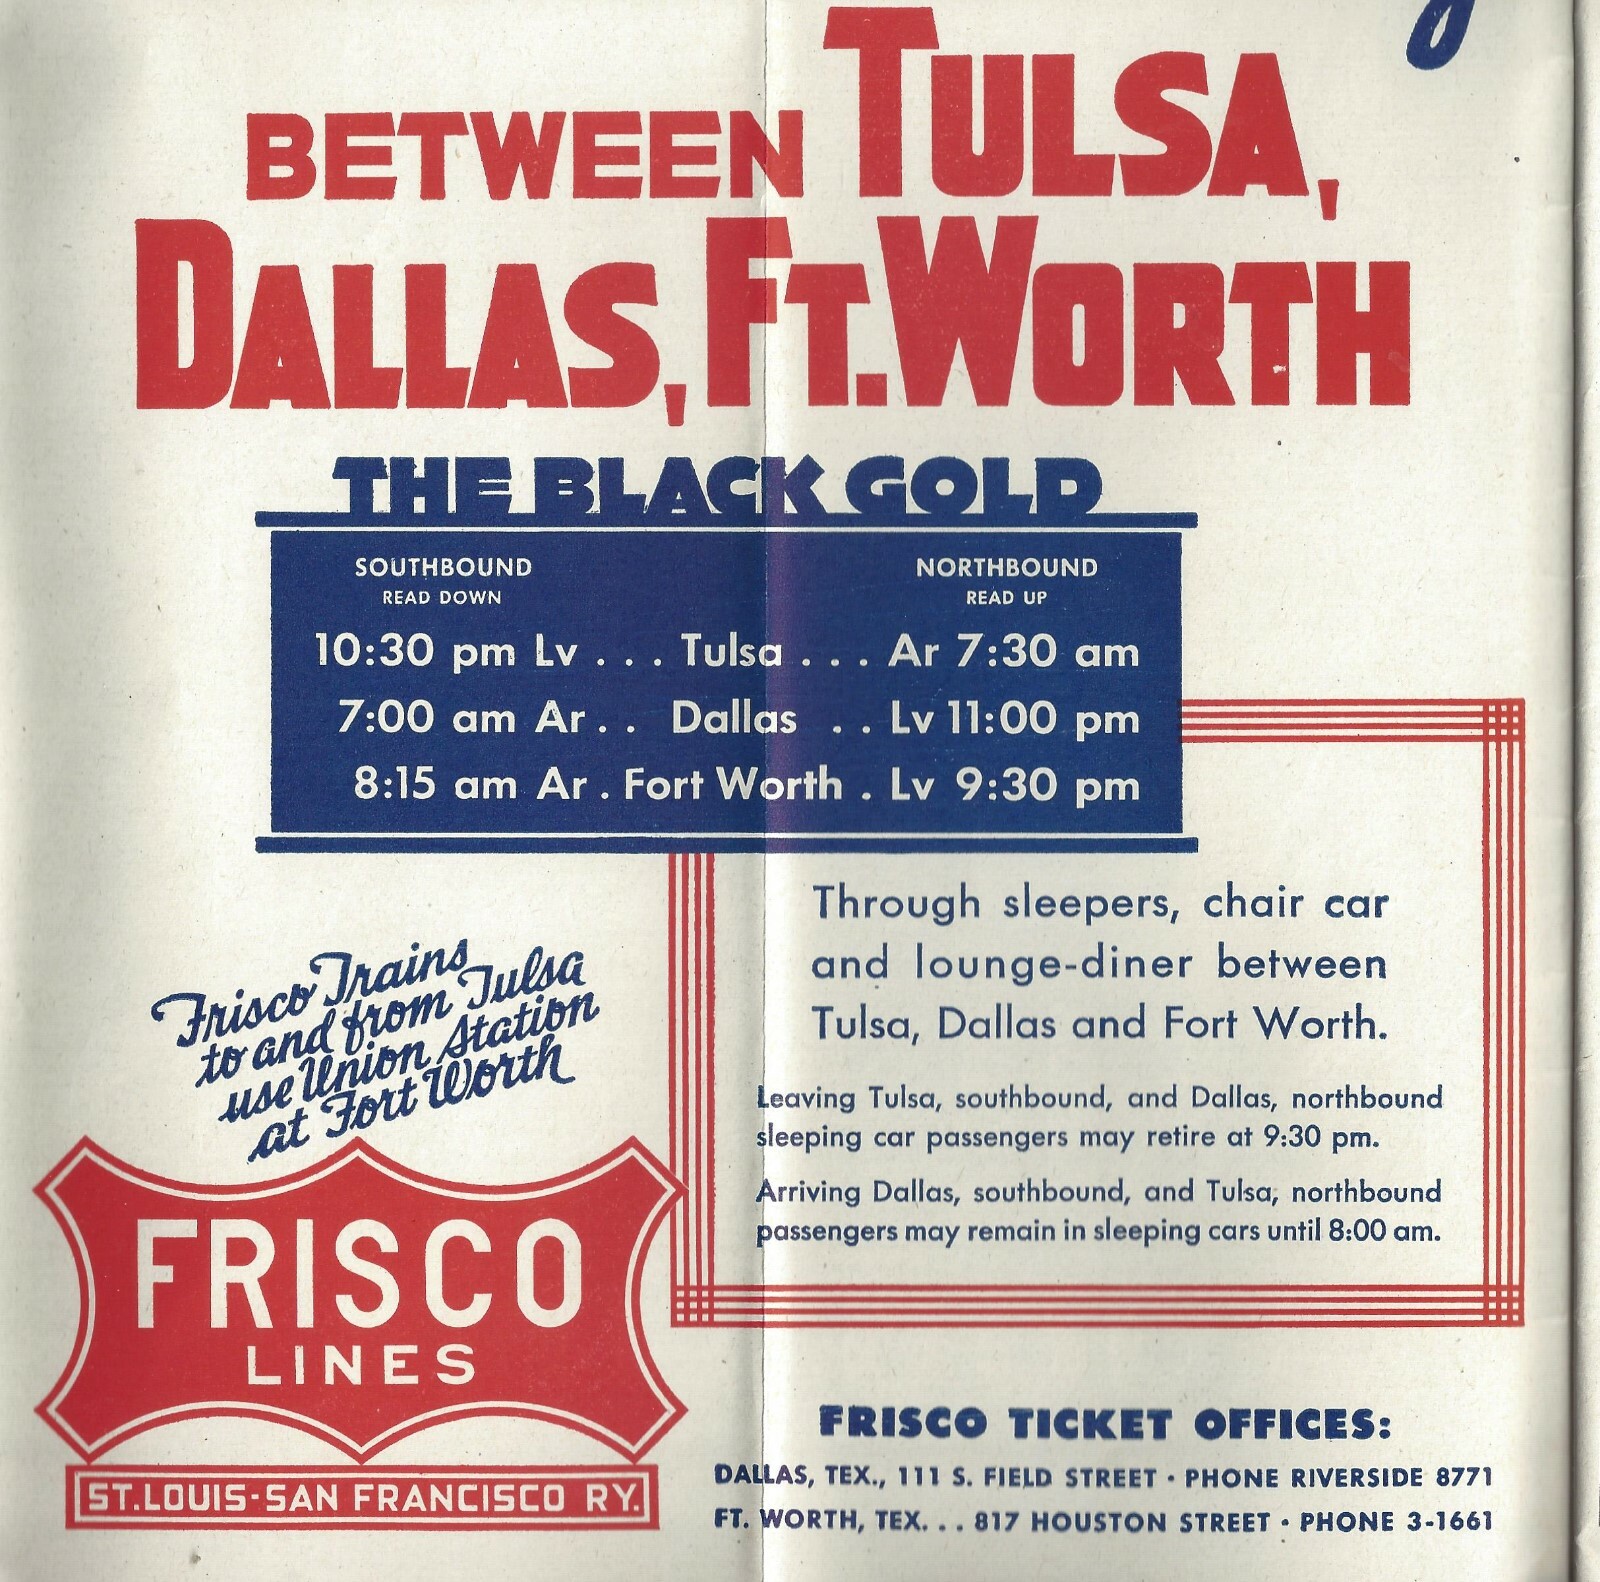 BETWEEN TULSA,
DALLAS, FT. WORTH
THE BLACK GOLD
SOUTHBOUND NORTHBOUND
READ DOWN READ UP
10:30 pm Lv . . . Tulsa . . . Ar 7:30 am
7:00 am Ar . . Dallas . . Lv 11:00 pm
8:15 am Ar . Fort Worth . Lv 9:30 pm
Through sleepers, chair car
and lounge-diner between
Tulsa, Dallas and Fort Worth.
Leaving Tulsa, southbound, and Dallas, northbound
sleeping car passengers may retire at 9:30 pm.
Arriving Dallas, southbound, and Tulsa, northbound
passengers may remain in sleeping cars until 8:00 am.
Frisco Trains
to and from Tulsa
use Union Station
at Fort Worth
FRISCO
LINES
ST. LOUIS-SAN FRANCISCO RY.
FRISCO TICKET OFFICES:
DALLAS, TEX., 111 S. FIELD STREET • PHONE RIVERSIDE 8771
FT. WORTH, TEX. . . 817 HOUSTON STREET • PHONE 3-1661